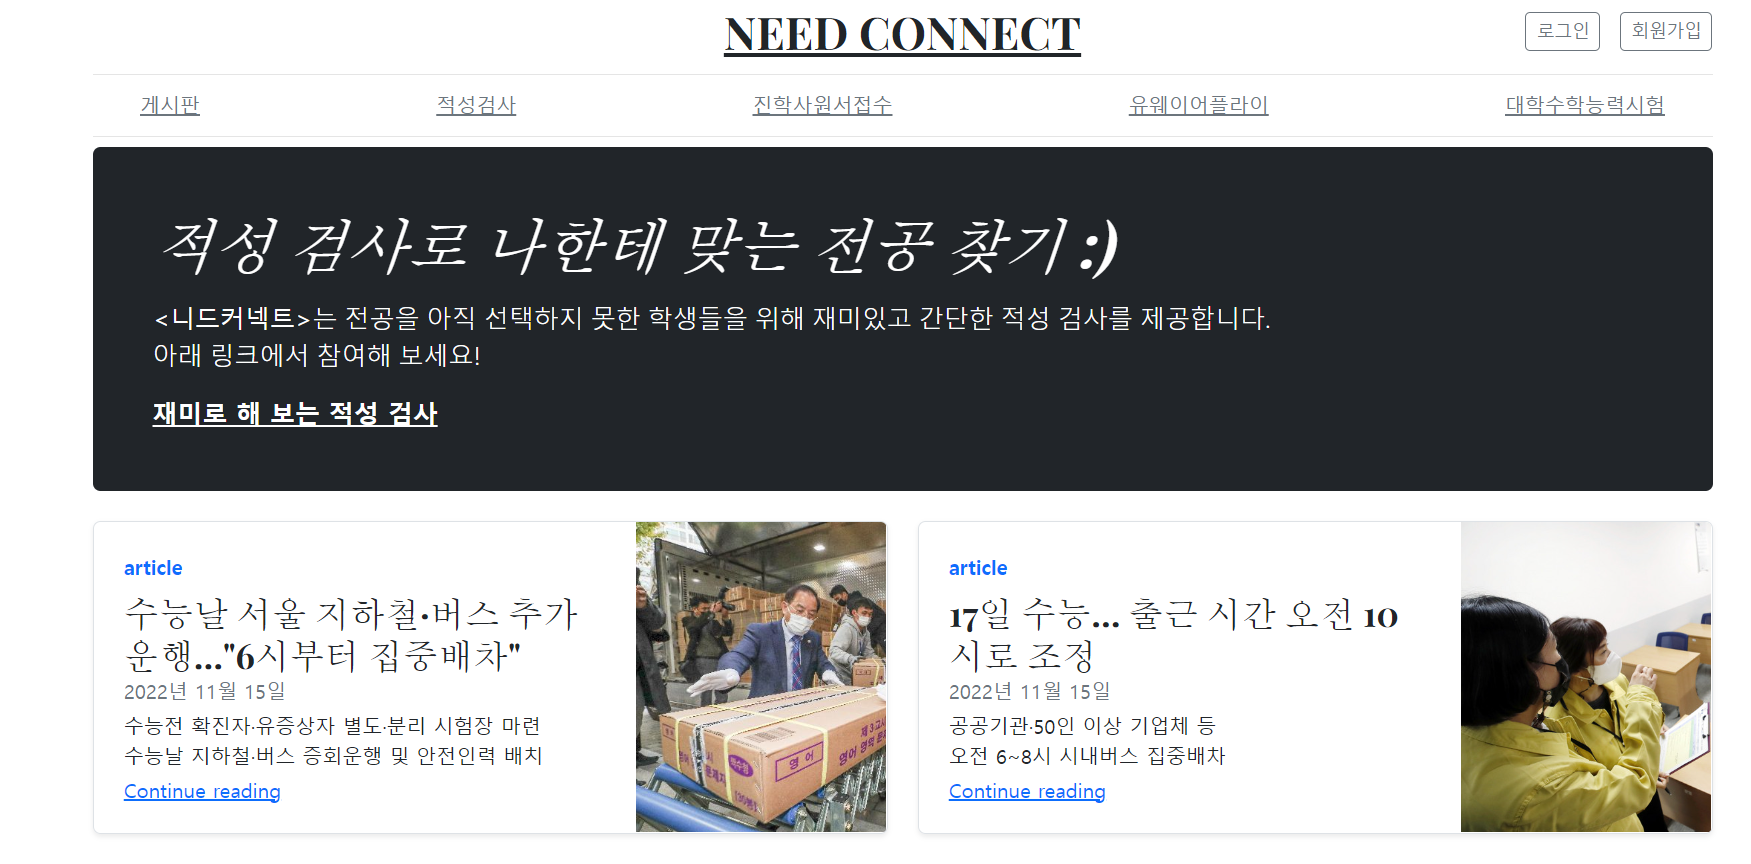 NEED CONNECT
로그인
회원가입
게시판
적성검사
진학사원서접수
유웨이어플라이
대학수학능력시험
적성 검사로 나한테 맞는 전공 찾기 :)
<니드커넥트>는 전공을 아직 선택하지 못한 학생들을 위해 재미있고 간단한 적성 검사를 제공합니다.
아래 링크에서 참여해 보세요!
재미로 해 보는 적성 검사
article
수능날 서울 지하철·버스 추가
운행..."6시부터 집중배차"
2022년 11월 15일
수능전 확진자·유증상자 별도·분리 시험장 마련
수능날 지하철·버스 증회운행 및 안전인력 배치
Continue reading
제3교시
영어
영어 영역
article
17일 수능... 출근 시간 오전 10
시로 조정
2022년 11월 15일
공공기관·50인 이상 기업체 등
오전 6~8시 시내버스 집중배차
Continue reading